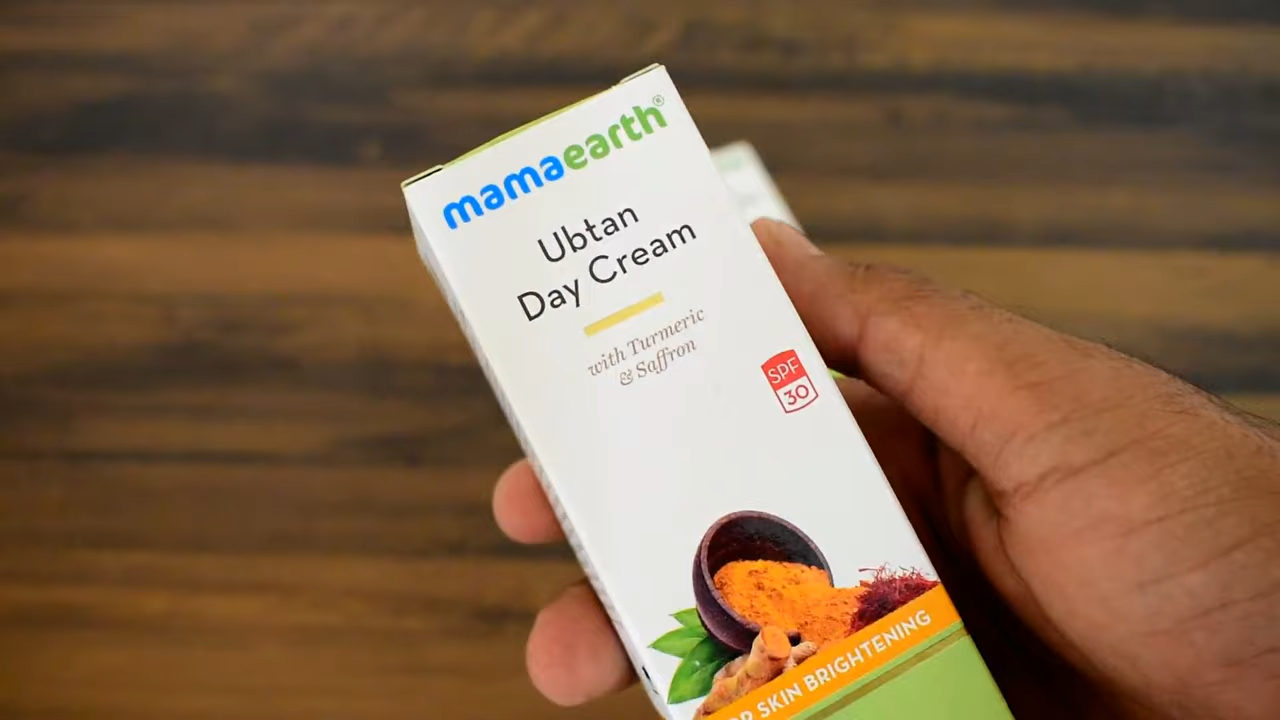 mamaearth®
Ubtan
Day Cream
with Turmeric
& Saffron
SPF
30
SKIN BRIGHTENING